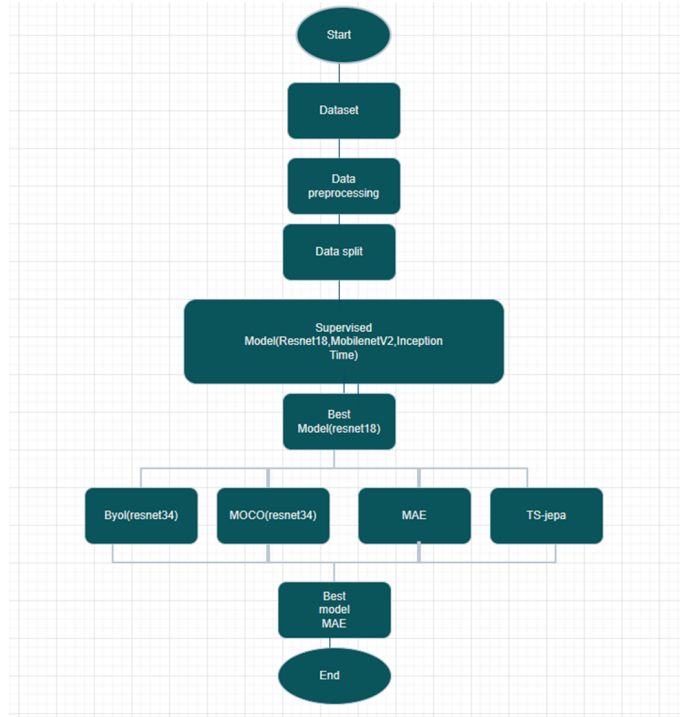 Start
Dataset
Data
preprocessing
Data split
Supervised
Model(Resnet18,MobilenetV2,Inception
Time)
Best
Model(resnet18)
Byol(resnet34)
MOCO(resnet34)
MAE
TS-jepa
Best
model
MAE
End